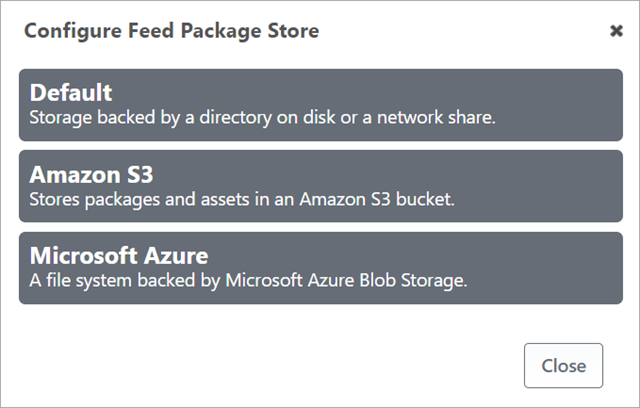 Configure Feed Package Store
Default
Storage backed by a directory on disk or a network share.
Amazon S3
Stores packages and assets in an Amazon S3 bucket.
Microsoft Azure
A file system backed by Microsoft Azure Blob Storage.
Close